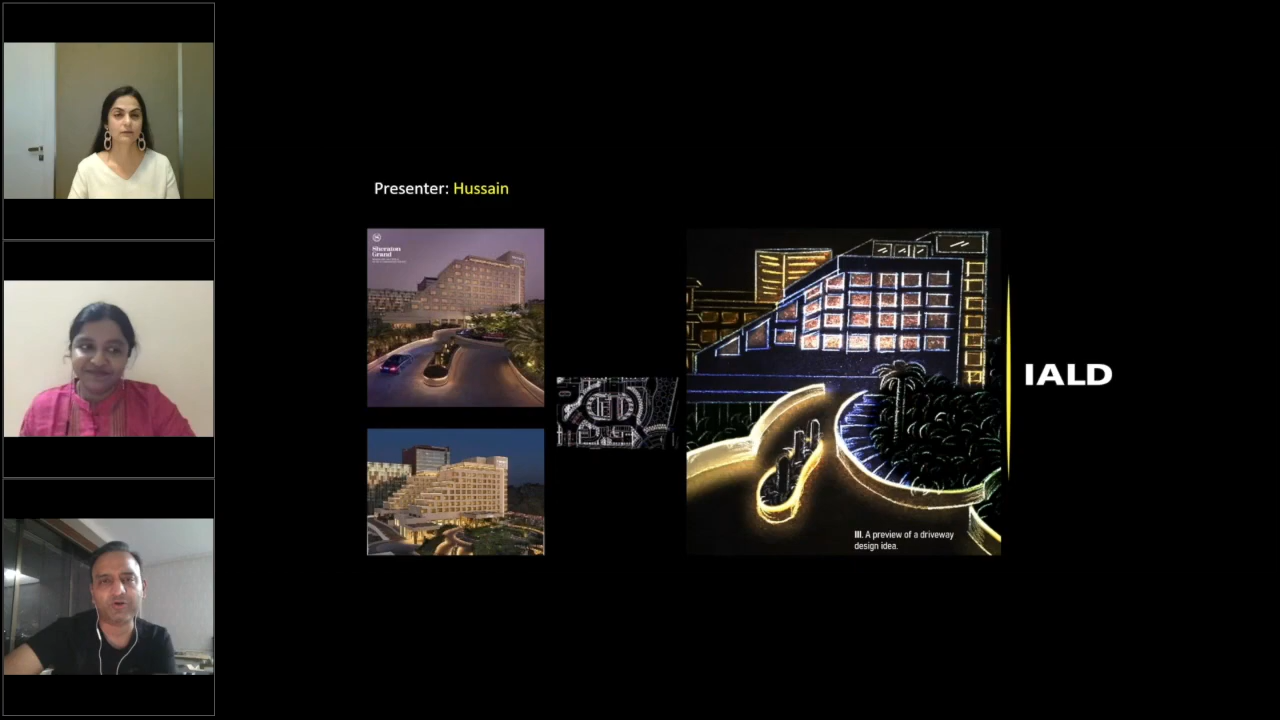 Presenter: Hussain
Sheraton
Grand
IALD
III. A preview of a driveway
design idea.